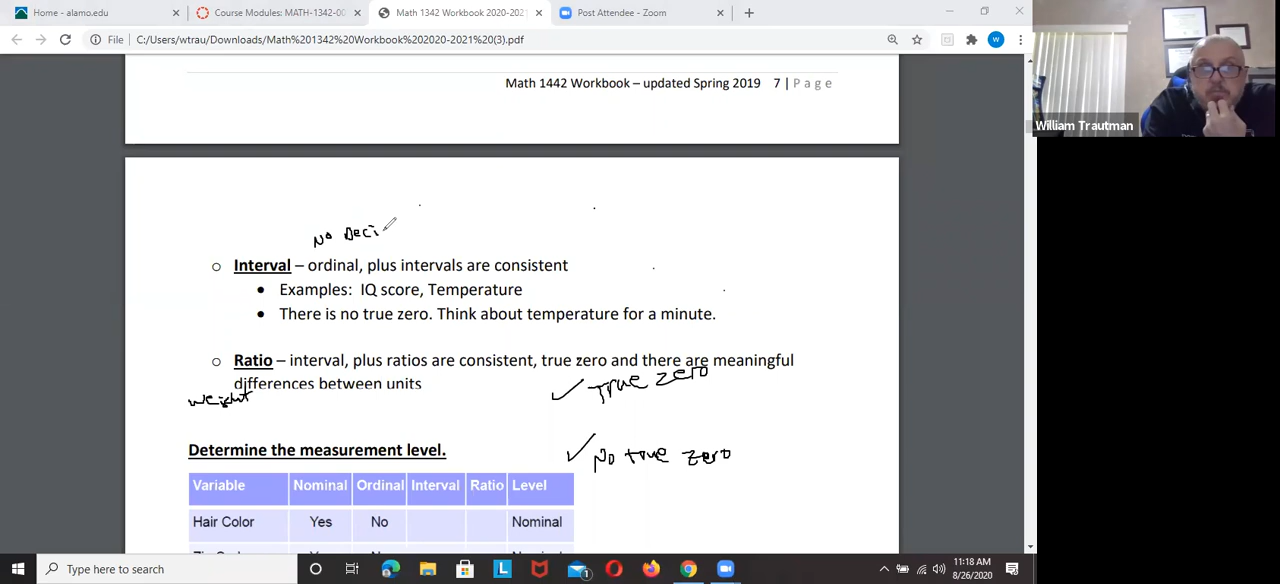 Home - alamo.edu
Course Modules: MATH-1342-00
Math 1342 Workbook 2020-2021
Post Attendee - Zoom
File
C:/Users/wtrau/Downloads/Math%201342%20Workbook%202020-2021%20(3).pdf
W
Math 1442 Workbook – updated Spring 2019 7 | Page
William Trautman
No Deci
Interval – ordinal, plus intervals are consistent
Examples: IQ score, Temperature
There is no true zero. Think about temperature for a minute.
Ratio – interval, plus ratios are consistent, true zero and there are meaningful
differences between units
True zero
weight
Determine the measurement level.
No true zero
Variable Nominal Ordinal Interval Ratio Level
Hair Color Yes No Nominal
Type here to search
11:18 AM
8/26/2020